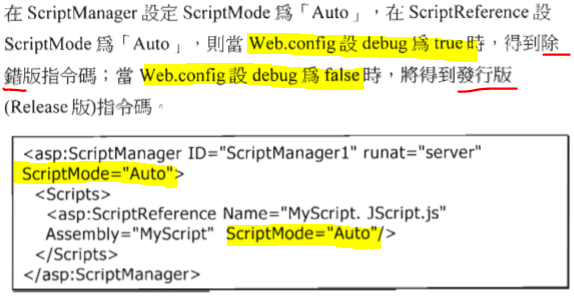 在 ScriptManager 設定 ScriptMode 為「Auto」,在 ScriptReference 設
ScriptMode 為「Auto」,則當 Web.config 設 debug 為 true 時,得到除
錯版指令碼;當 Web.config 設 debug 為 false 時,將得到發行版
(Release 版)指令碼。
<asp:ScriptManager ID="ScriptManager1" runat="server"
ScriptMode="Auto">
<Scripts>
<asp:ScriptReference Name="MyScript. JScript.js"
Assembly="MyScript" ScriptMode="Auto"/>
</Scripts>
</asp:ScriptManager>